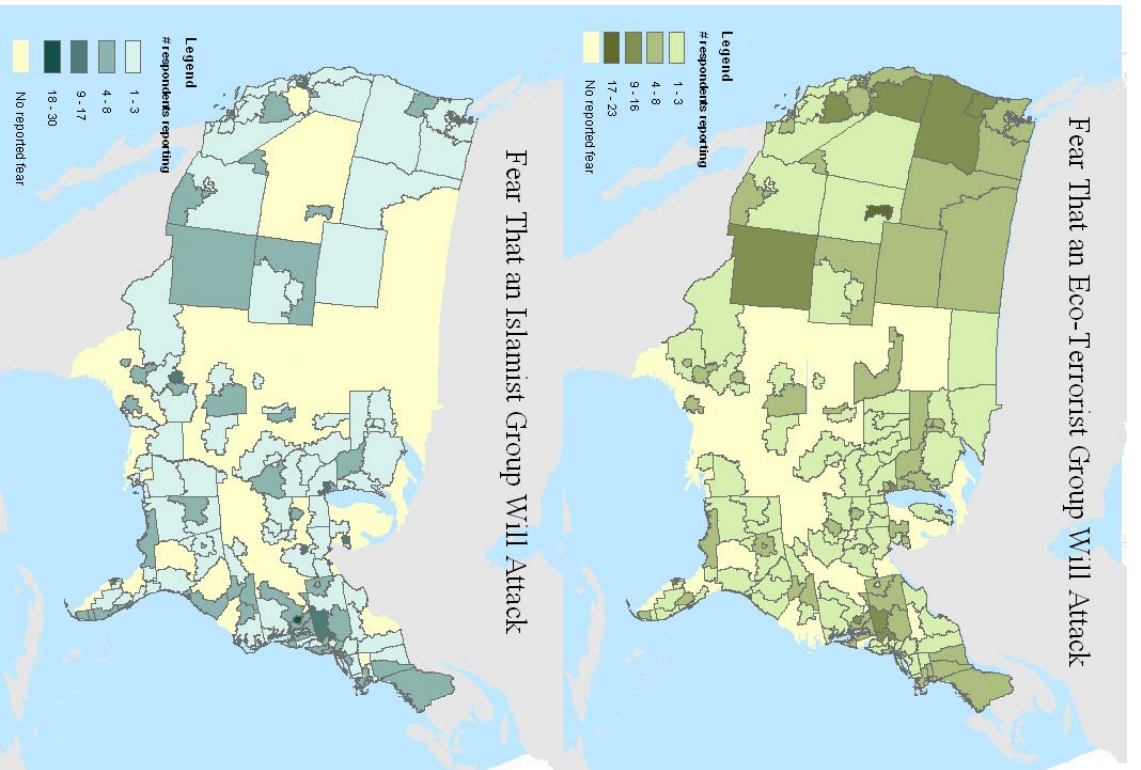 Fear That an Eco-Terrorist Group Will Attack
Legend
# respondents reporting
1 - 3
4 - 8
9 - 16
17 - 23
No reported fear
Fear That an Islamist Group Will Attack
Legend
# respondents reporting
1 - 3
4 - 8
9 - 17
18 - 30
No reported fear